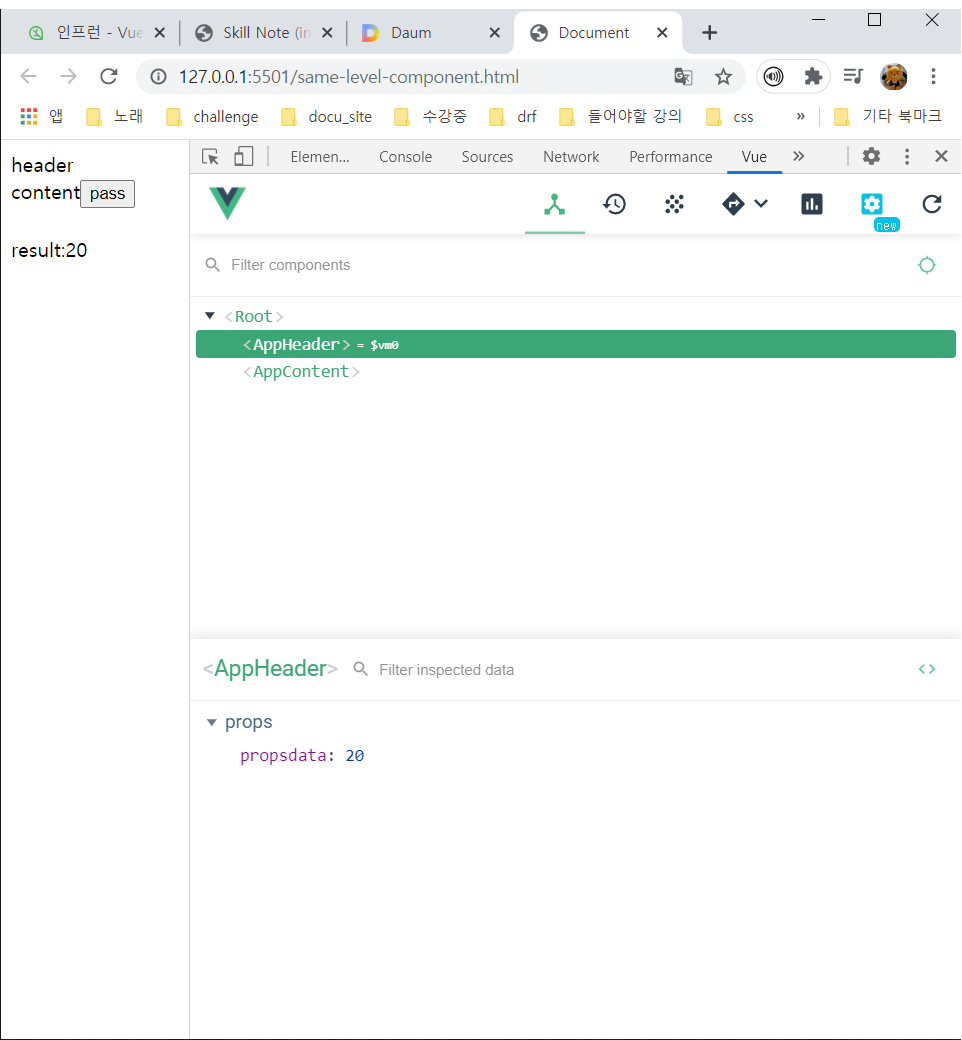 인프런 - Vue
Skill Note (in
Daum
Document
127.0.0.1:5501/same-level-component.html
앱 노래 challenge docu_site 수강중 drf 들어야할 강의 css » 기타 북마크
header
content pass
result:20
Elemen... Console Sources Network Performance Vue »
new
Filter components
<Root>
<AppHeader> = $vm0
<AppContent>
<AppHeader> Filter inspected data
props
propsdata: 20